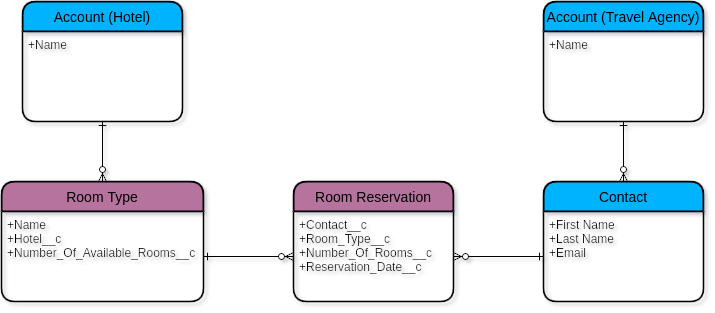 Account (Hotel)
+Name
Account (Travel Agency)
+Name
Room Type
+Name
+Hotel__c
+Number_Of_Available_Rooms__c
Room Reservation
+Contact__c
+Room_Type__c
+Number_Of_Rooms__c
+Reservation_Date__c
Contact
+First Name
+Last Name
+Email